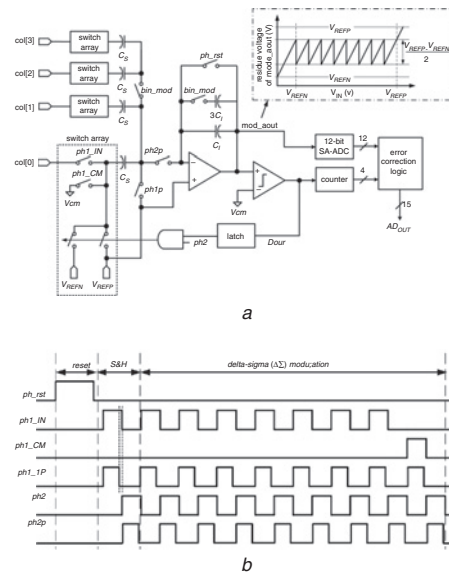 col[3]
switch array
C_S
col[2]
switch array
C_S
bin_mod
col[1]
switch array
C_S
switch array
col[0]
ph1_IN
ph1_CM
Vcm
C_S
ph2p
ph1p
ph_rst
bin_mod
3C_I
C_I
mod_aout
Vcm
V_REFN
V_REFP
ph2
latch
Dour
12-bit SA-ADC
12
counter
4
error correction logic
15
AD_OUT
residue voltage of mode_aout (V)
V_REFP
V_REFN
V_REFN
V_IN (v)
V_REFP
V_REFP,V_REFN
2
a
reset
S&H
delta-sigma (ΔΣ) modu;ation
ph_rst
ph1_IN
ph1_CM
ph1_1P
ph2
ph2p
b